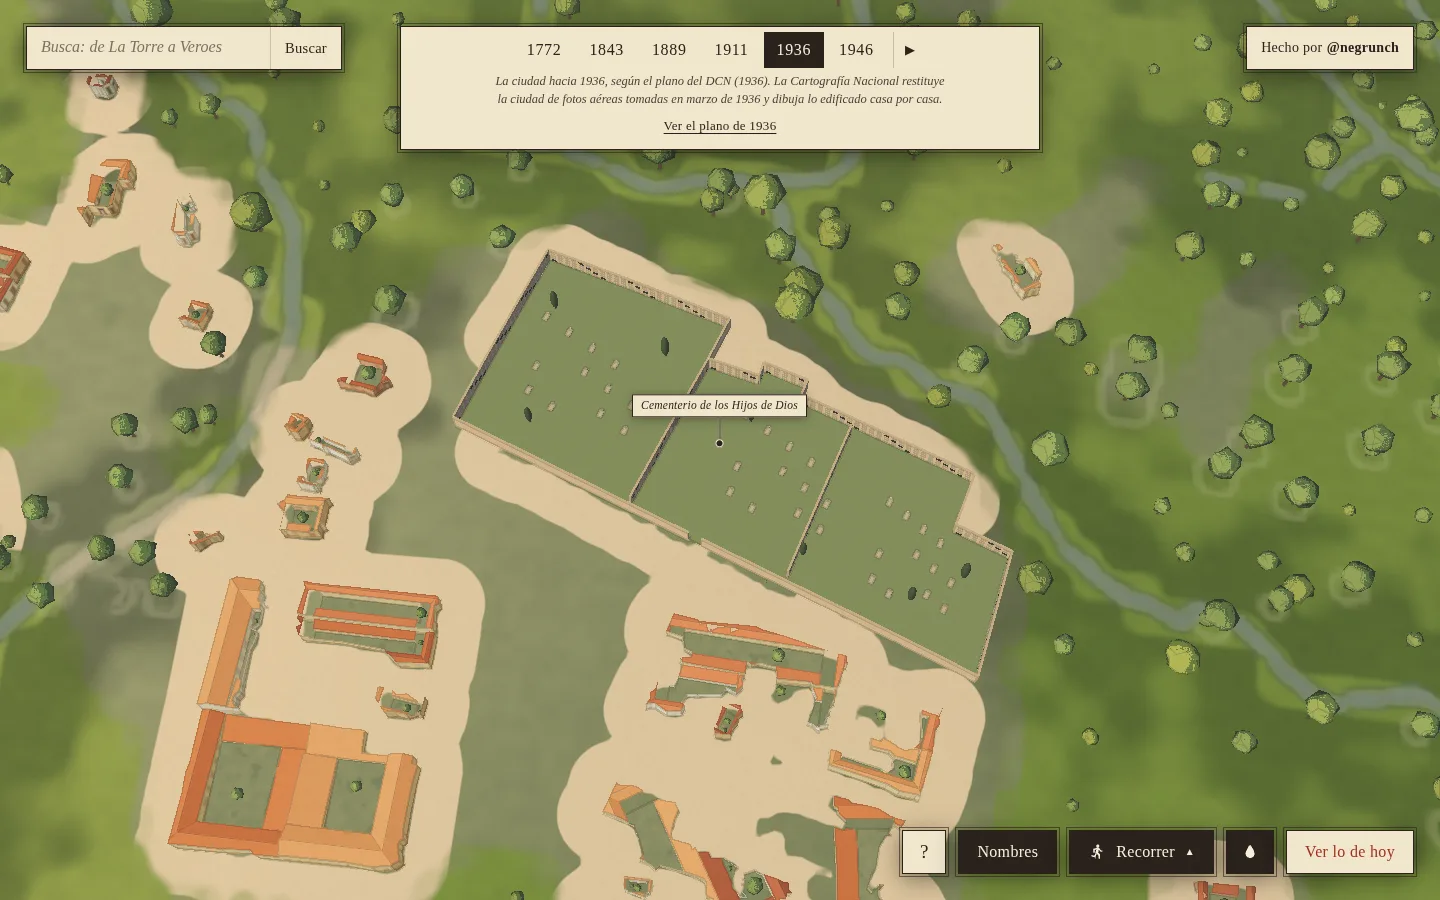 Busca: de La Torre a Veroes
Buscar
1772 1843 1889 1911 1936 1946 ▶
La ciudad hacia 1936, según el plano del DCN (1936). La Cartografía Nacional restituye
la ciudad de fotos aéreas tomadas en marzo de 1936 y dibuja lo edificado casa por casa.
Ver el plano de 1936
Hecho por @negrunch
Cementerio de los Hijos de Dios
?
Nombres
Recorrer ▲
Ver lo de hoy